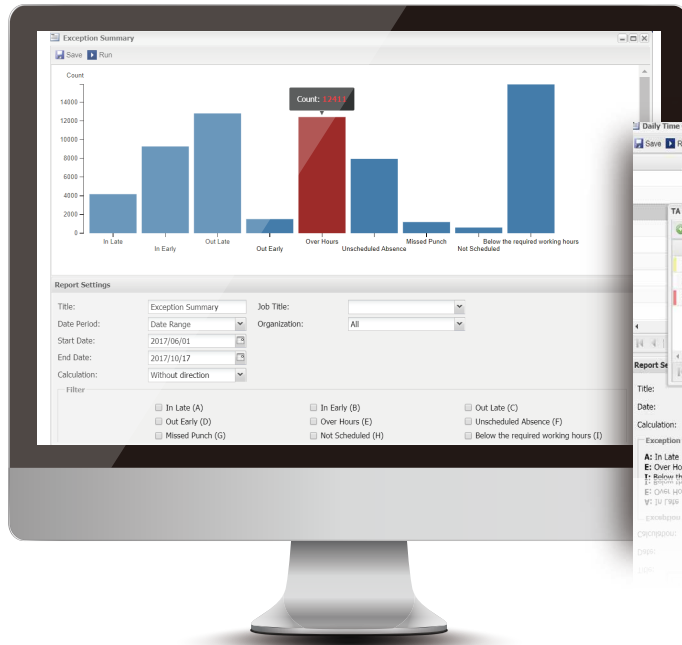 Exception Summary
Save Run
Count
14000
12000
10000
8000
6000
4000
2000
0
Count: 12411
In Late
In Early
Out Late
Out Early
Over Hours
Unscheduled Absence
Missed Punch
Not Scheduled
Below the required working hours
Report Settings
Title: Exception Summary Job Title:
Date Period: Date Range Organization: All
Start Date: 2017/06/01
End Date: 2017/10/17
Calculation: Without direction
Filter
In Late (A) In Early (B) Out Late (C)
Out Early (D) Over Hours (E) Unscheduled Absence (F)
Missed Punch (G) Not Scheduled (H) Below the required working hours (I)
Daily Time
Save R
TA
Report Se
Title:
Date:
Calculation:
Exception
A: In Late
E: Over Ho
I: Below th